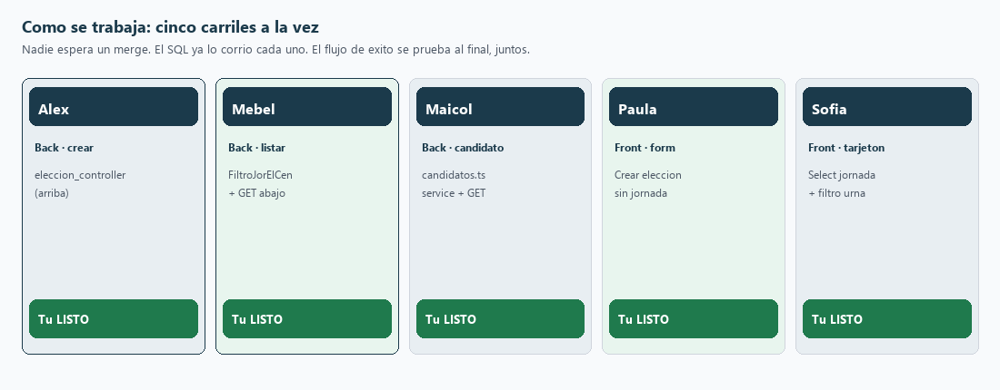 Como se trabaja: cinco carriles a la vez
Nadie espera un merge. El SQL ya lo corrio cada uno. El flujo de exito se prueba al final, juntos.
Alex
Back · crear
eleccion_controller
(arriba)
Tu LISTO
Mebel
Back · listar
FiltroJorElCen
+ GET abajo
Tu LISTO
Maicol
Back · candidato
candidatos.ts
service + GET
Tu LISTO
Paula
Front · form
Crear eleccion
sin jornada
Tu LISTO
Sofia
Front · tarjeton
Select jornada
+ filtro urna
Tu LISTO